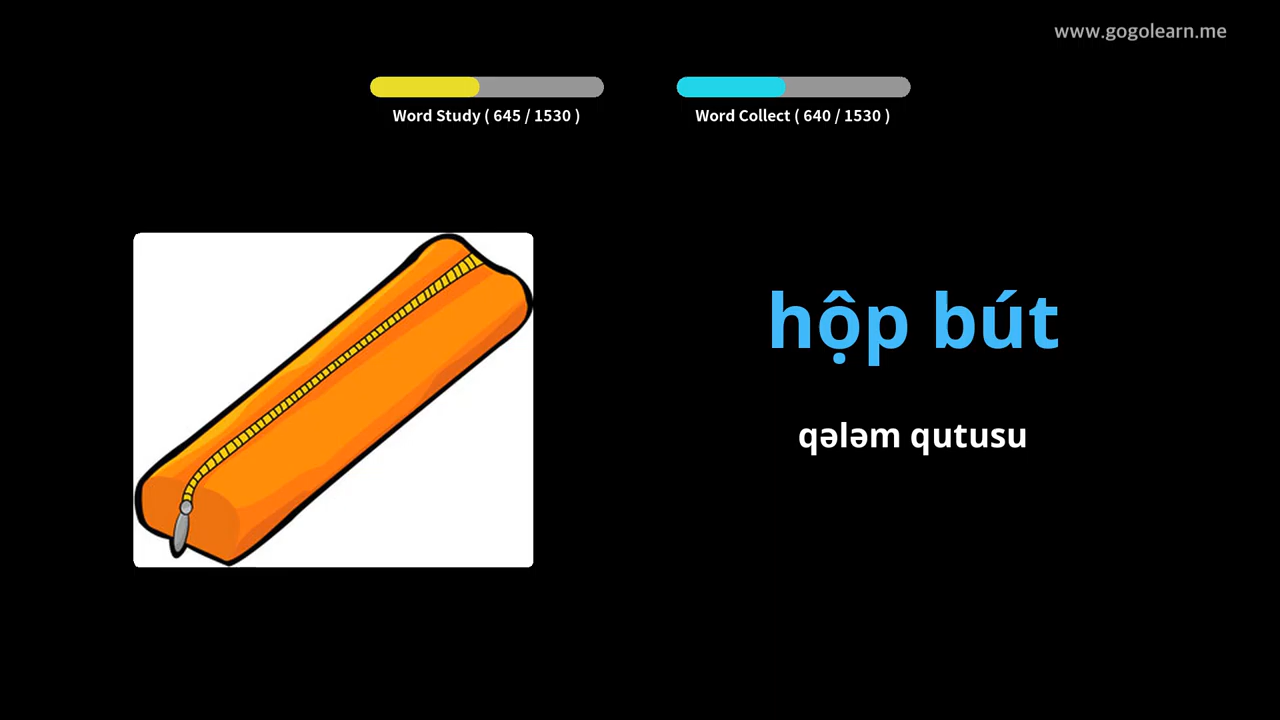 www.gogolearn.me
Word Study ( 645 / 1530 )
Word Collect ( 640 / 1530 )
hộp bút
qələm qutusu